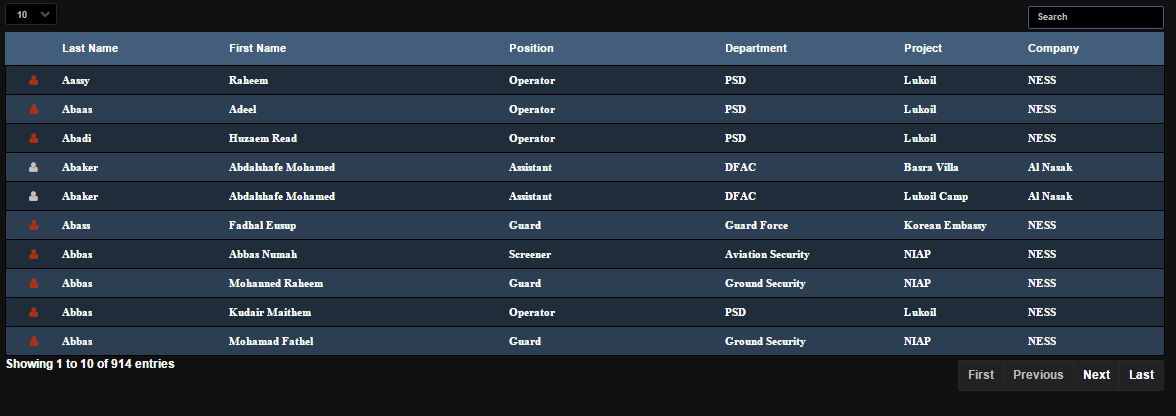 10 Search
Last Name First Name Position Department Project Company
Aassy Raheem Operator PSD Lukoil NESS
Abaas Adeel Operator PSD Lukoil NESS
Abadi Huzaem Read Operator PSD Lukoil NESS
Abaker Abdalshafe Mohamed Assistant DFAC Basra Villa Al Nasak
Abaker Abdalshafe Mohamed Assistant DFAC Lukoil Camp Al Nasak
Abass Fadhal Eusup Guard Guard Force Korean Embassy NESS
Abbas Abbas Numah Screener Aviation Security NIAP NESS
Abbas Mohanned Raheem Guard Ground Security NIAP NESS
Abbas Kudair Maithem Operator PSD Lukoil NESS
Abbas Mohamad Fathel Guard Ground Security NIAP NESS
Showing 1 to 10 of 914 entries
First Previous Next Last